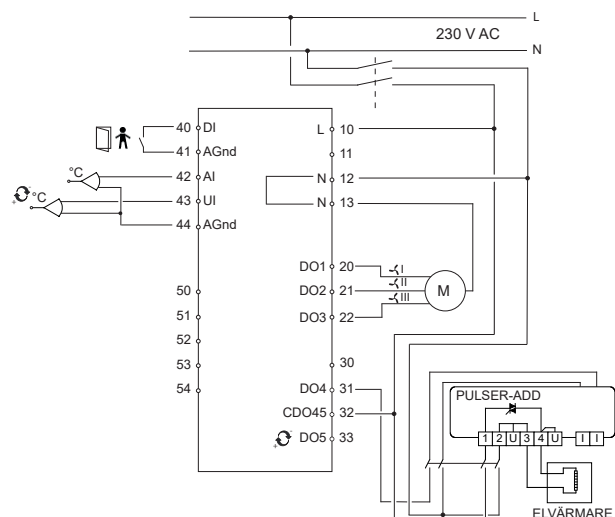 L
230 V AC
N
40 DI
41 AGnd
42 AI
43 UI
44 AGnd
°C
°C
50
51
52
53
54
L 10
11
N 12
N 13
DO1 20
DO2 21
DO3 22
I
II
III
M
30
DO4 31
CDO45 32
DO5 33
PULSER-ADD
1 2 U 3 4 U I I
ELVÄRMARE